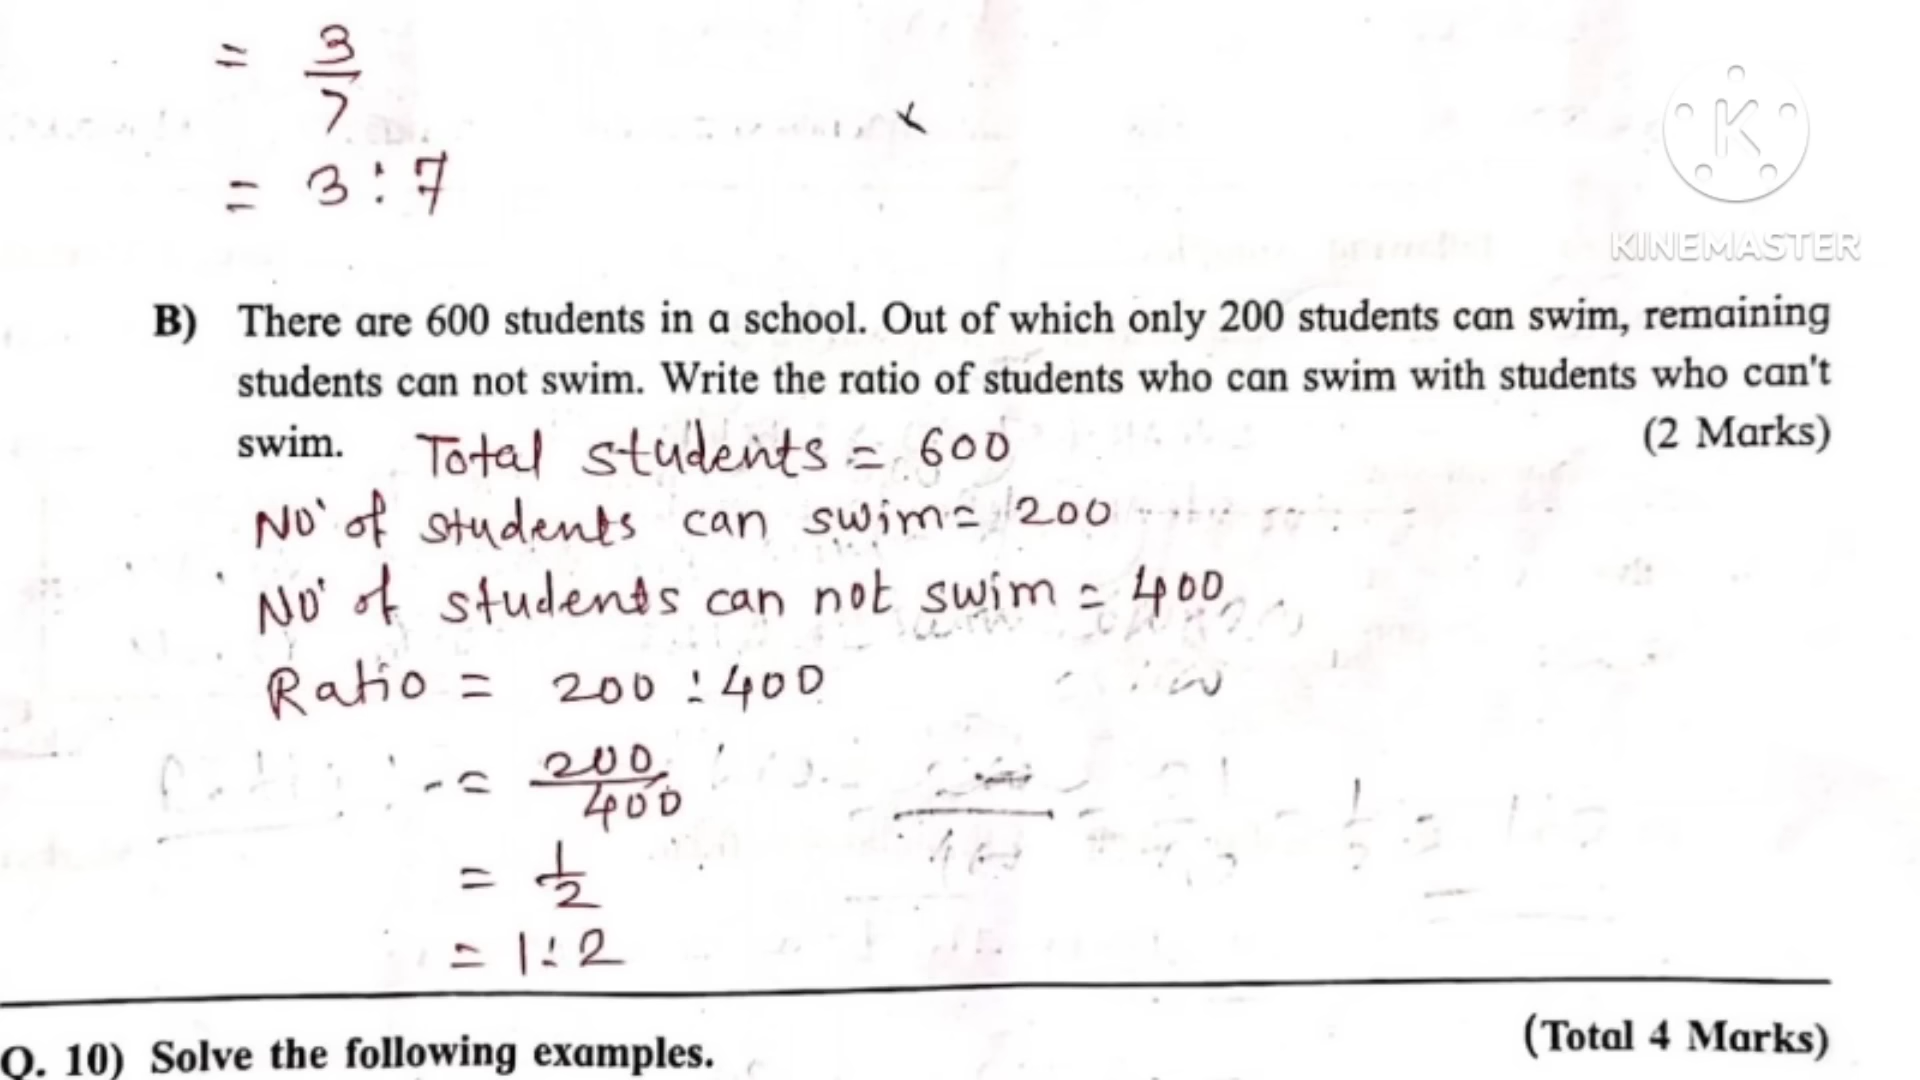 = 3/7
= 3:7
K
KINEMASTER
B) There are 600 students in a school. Out of which only 200 students can swim, remaining
students can not swim. Write the ratio of students who can swim with students who can't
swim. (2 Marks)
Total students = 600
No' of students can swim = 200
No' of students can not swim = 400
Ratio = 200 : 400
= 200/400
= 1/2
= 1:2
(Total 4 Marks)
Q. 10) Solve the following examples.